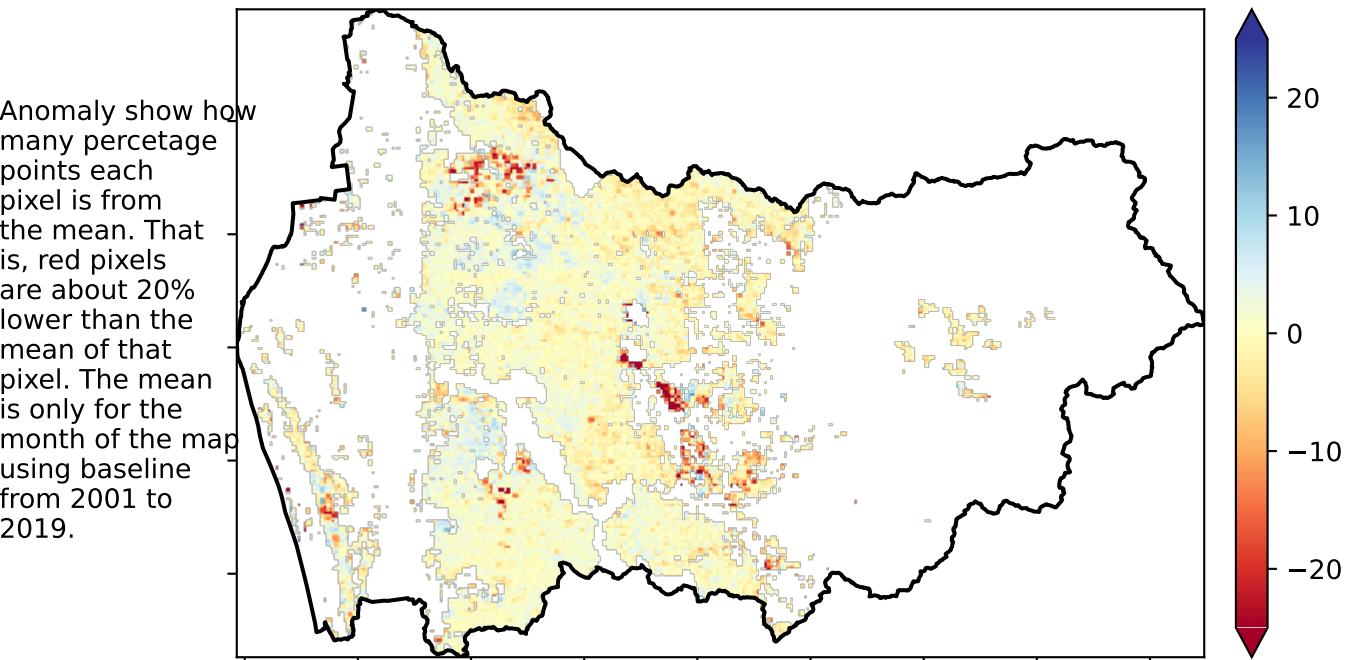 Anomaly show how
many percetage
points each
pixel is from
the mean. That
is, red pixels
are about 20%
lower than the
mean of that
pixel. The mean
is only for the
month of the map
using baseline
from 2001 to
2019.
20
10
0
−10
−20